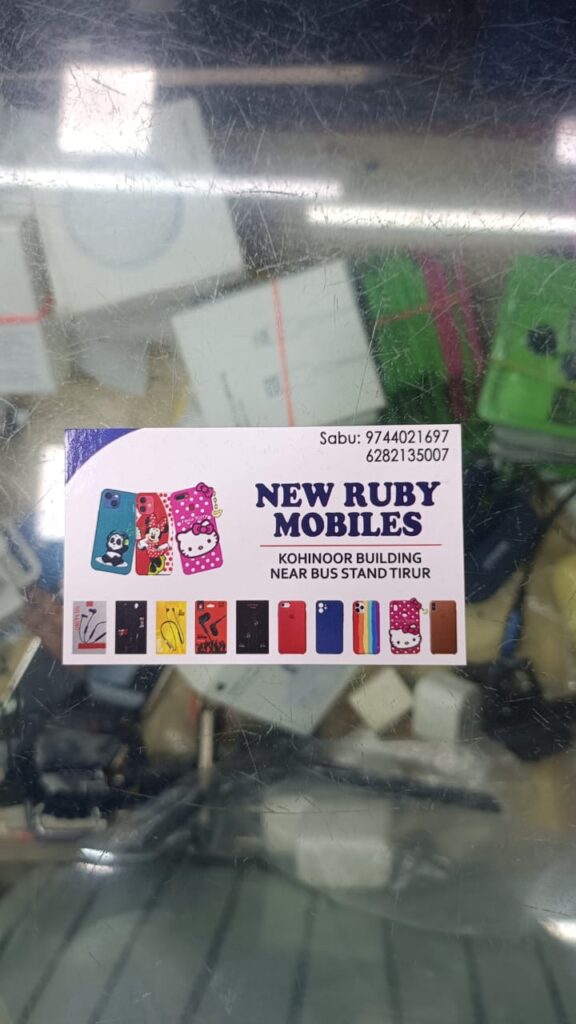 Sabu: 9744021697
6282135007
NEW RUBY
MOBILES
KOHINOOR BUILDING
NEAR BUS STAND TIRUR